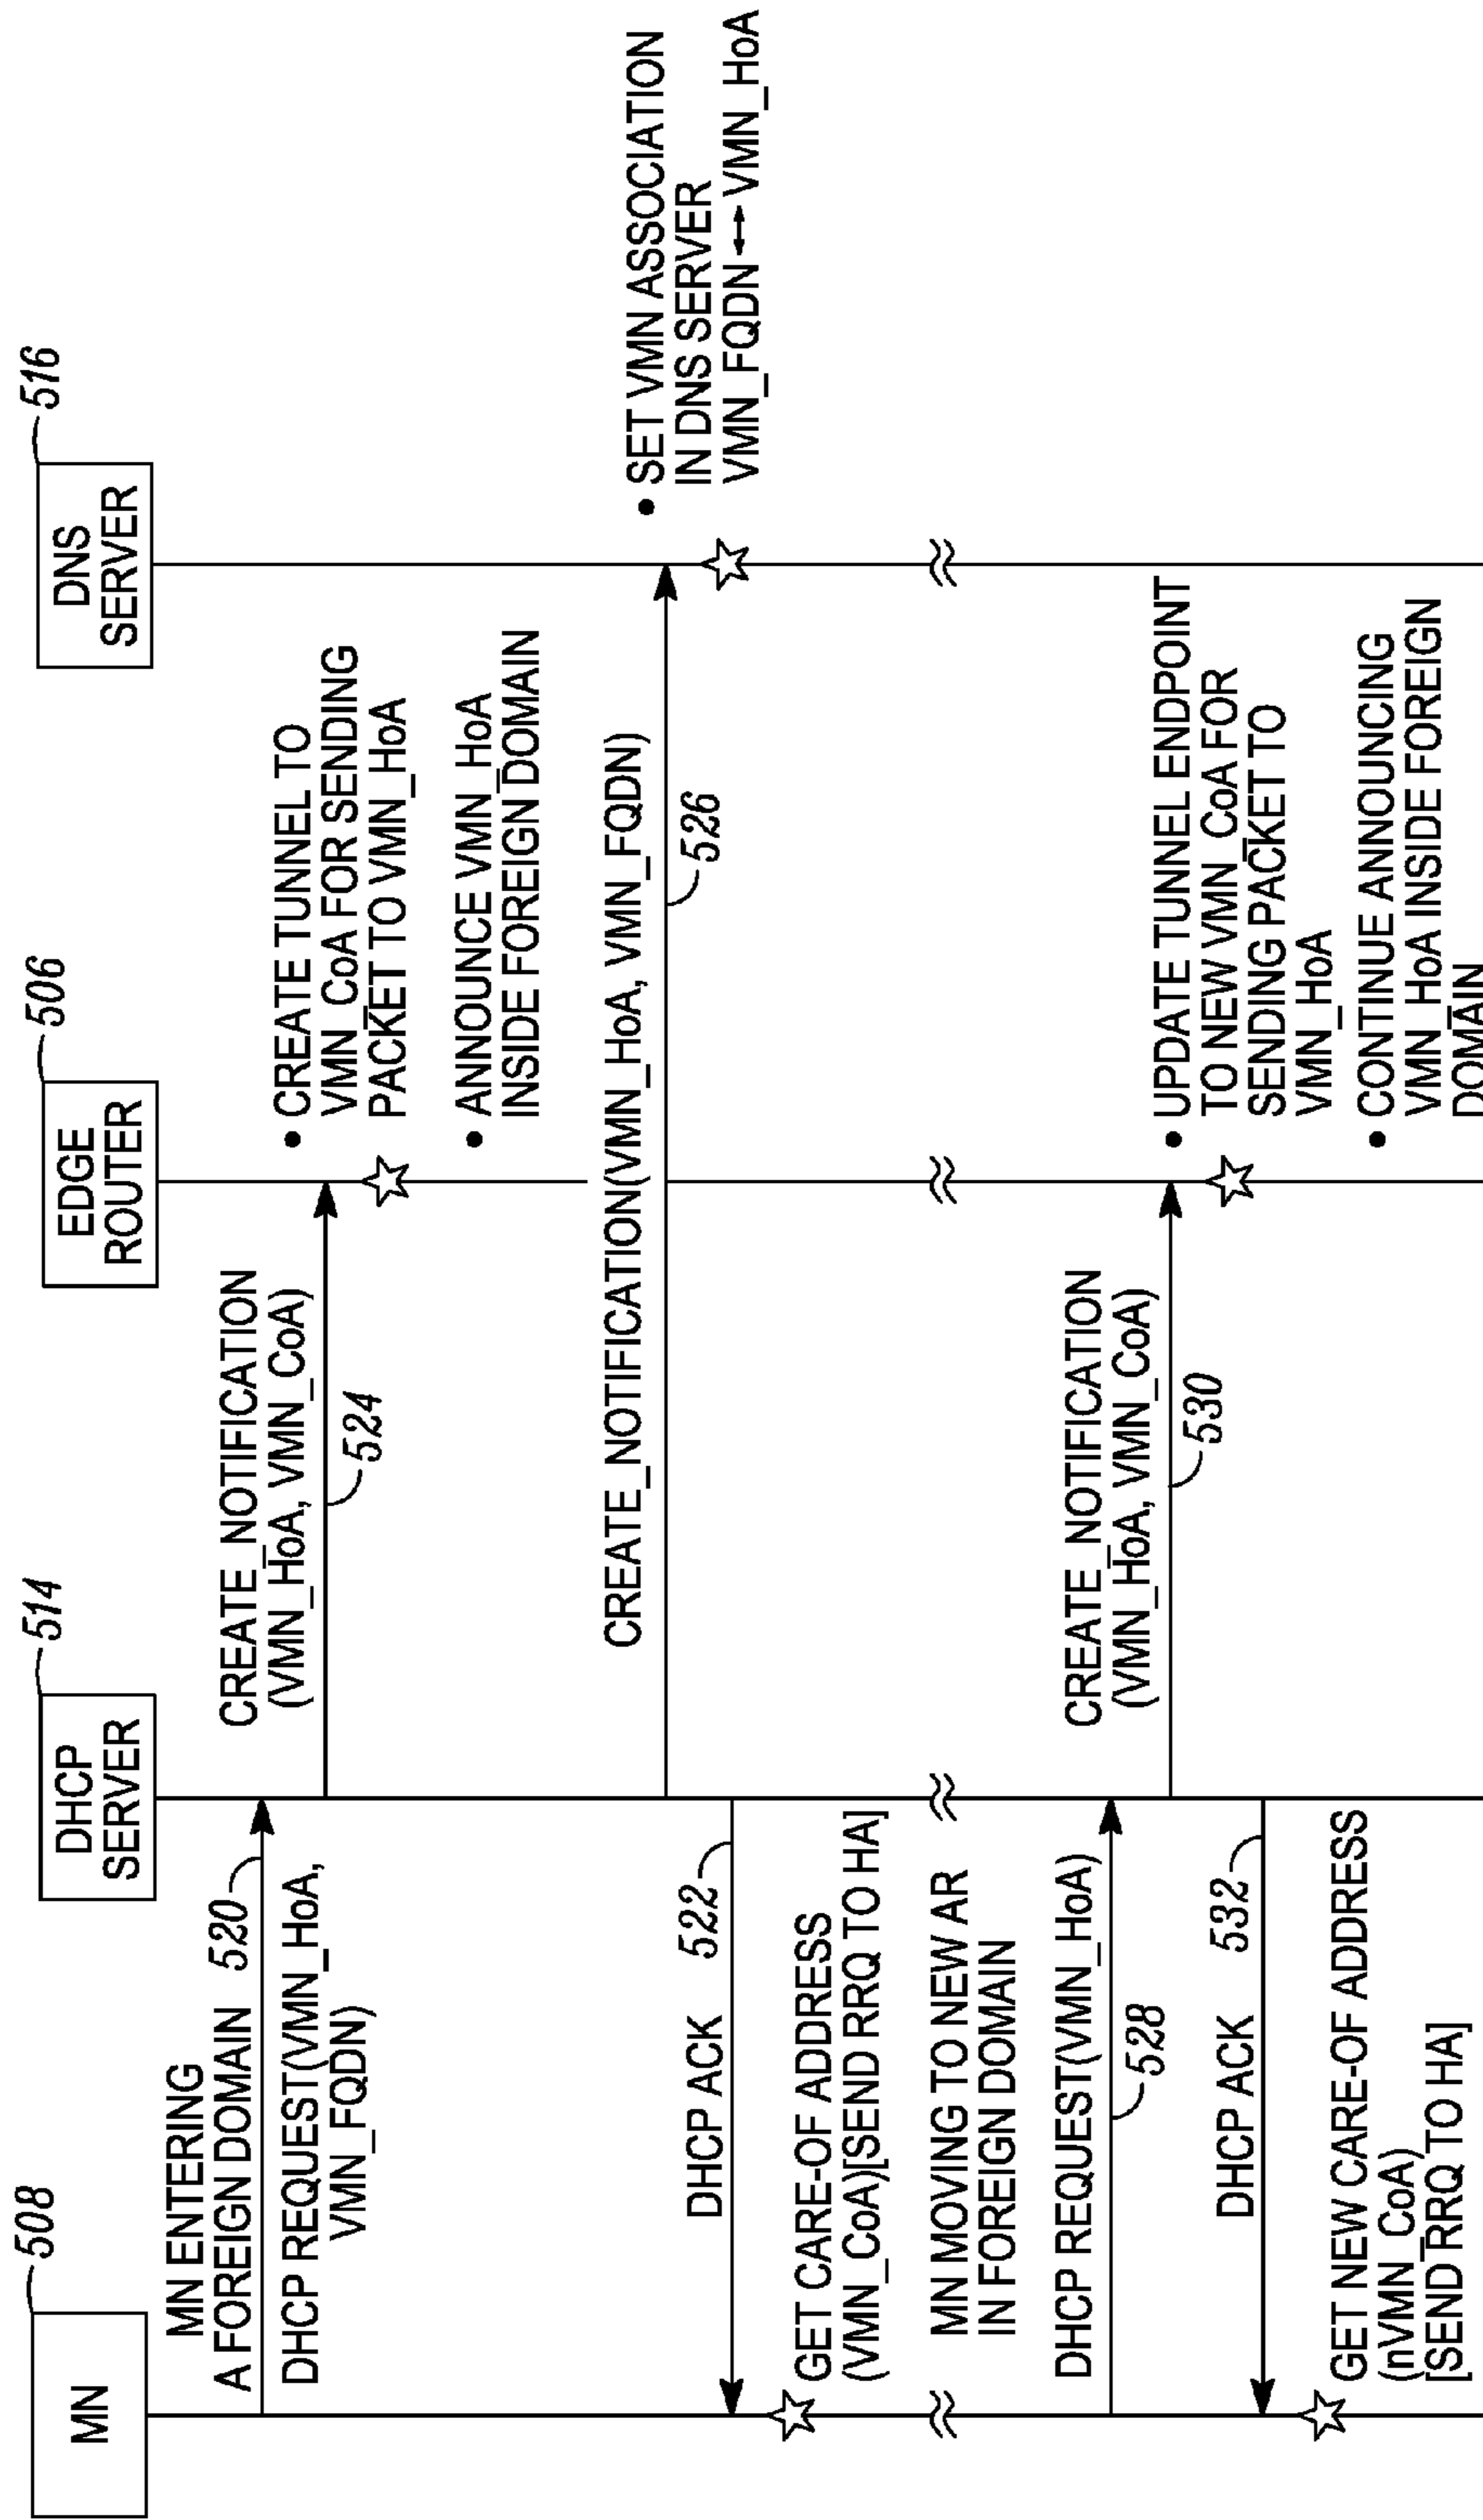 508
MN
514
DHCP
SERVER
506
EDGE
ROUTER
516
DNS
SERVER
MN ENTERING
A FOREIGN DOMAIN
520
DHCP REQUEST(VMN_HoA,
VMN_FQDN)
CREATE_NOTIFICATION
(VMN_HoA, VMN_CoA)
524
• CREATE TUNNEL TO
VMN_CoA FOR SENDING
PACKET TO VMN_HoA
• ANNOUNCE VMN_HoA
INSIDE FOREIGN DOMAIN
CREATE_NOTIFICATION(VMN_HoA, VMN_FQDN)
526
• SET VMN ASSOCIATION
IN DNS SERVER
VMN_FQDN ↔ VMN_HoA
DHCP ACK
522
GET CARE-OF ADDRESS
(VMN_CoA)[SEND RRQ TO HA]
MN MOVING TO NEW AR
IN FOREIGN DOMAIN
DHCP REQUEST(VMN_HoA)
528
CREATE_NOTIFICATION
(VMN_HoA, VMN_CoA)
530
• UPDATE TUNNEL ENDPOINT
TO NEW VMN_CoA FOR
SENDING PACKET TO
VMN_HoA
• CONTINUE ANNOUNCING
VMN_HoA INSIDE FOREIGN
DOMAIN
DHCP ACK
532
GET NEW CARE-OF ADDRESS
(nVMN_CoA)
[SEND RRQ TO HA]